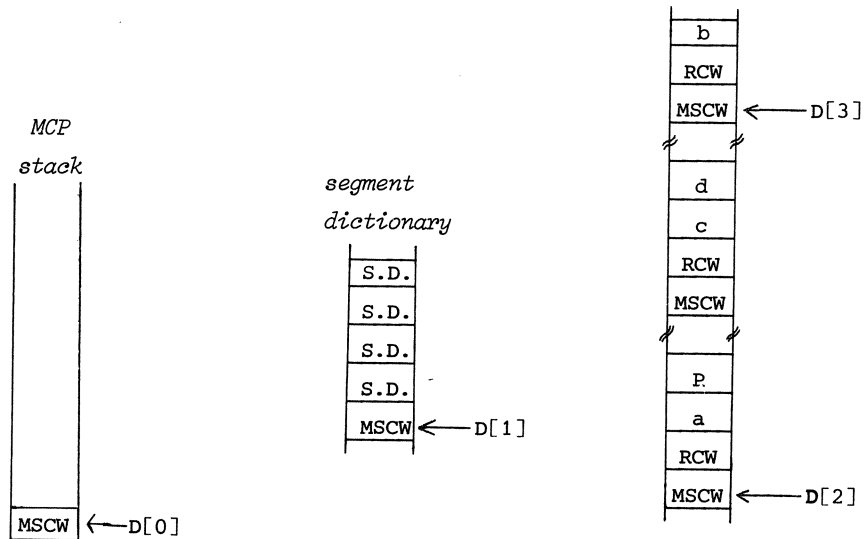 MCP
stack
MSCW
D[0]
segment
dictionary
S.D.
S.D.
S.D.
S.D.
MSCW
D[1]
b
RCW
MSCW
D[3]
d
c
RCW
MSCW
P.
a
RCW
MSCW
D[2]